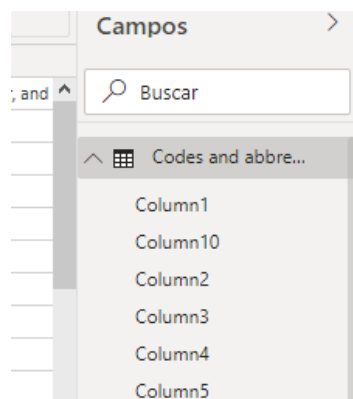 Campos
, and
Buscar
Codes and abbre...
Column1
Column10
Column2
Column3
Column4
Column5